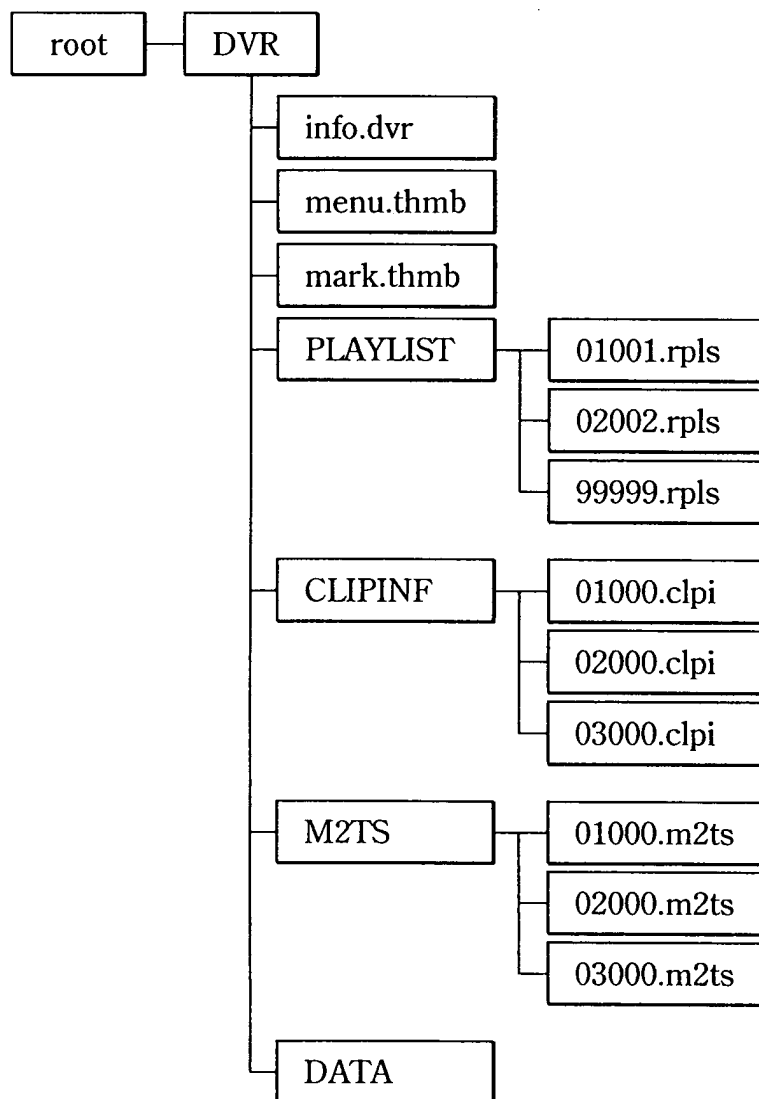 root
DVR
info.dvr
menu.thmb
mark.thmb
PLAYLIST
01001.rpls
02002.rpls
99999.rpls
CLIPINF
01000.clpi
02000.clpi
03000.clpi
M2TS
01000.m2ts
02000.m2ts
03000.m2ts
DATA